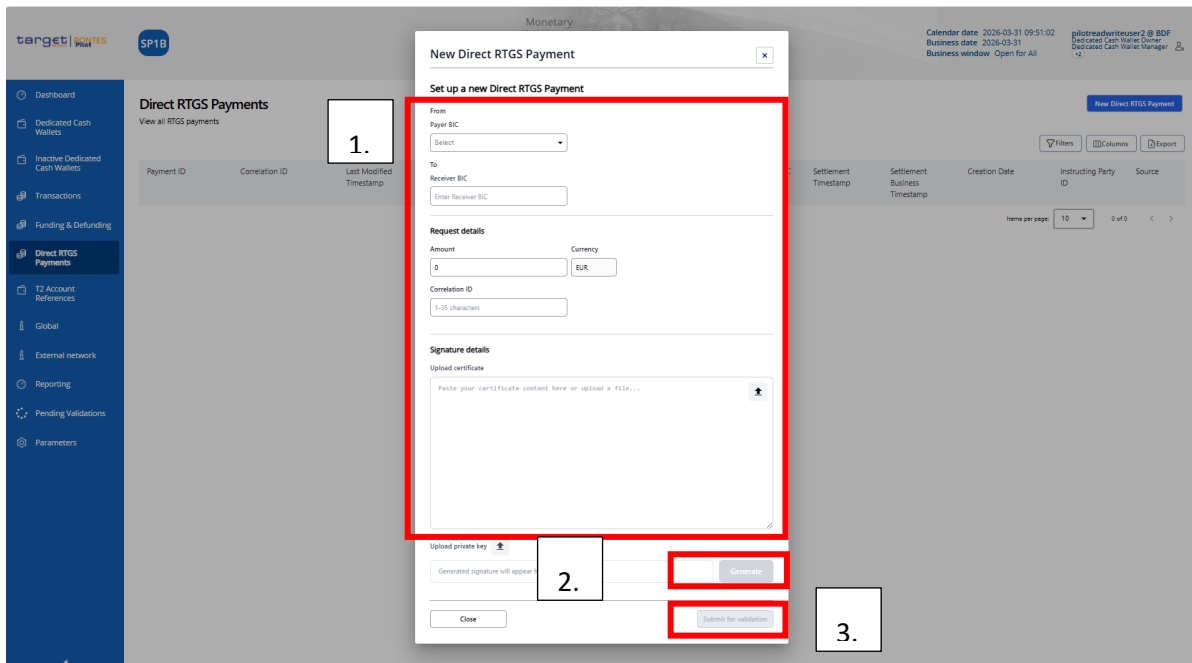 Monetary
target PONTES
Pilot
SP1B
Calendar date 2026-03-31 09:51:02
Business date 2026-03-31
Business window Open for All
pilotreadwriteuser2 @ BDF
Dedicated Cash Wallet Owner
Dedicated Cash Wallet Manager
+2
Dashboard
Dedicated Cash
Wallets
Inactive Dedicated
Cash Wallets
Transactions
Funding & Defunding
Direct RTGS
Payments
T2 Account
References
Global
External network
Reporting
Pending Validations
Parameters
Direct RTGS Payments
View all RTGS payments
New Direct RTGS Payment
Filters
Columns
Export
Payment ID
Correlation ID
Last Modified
Timestamp
Settlement
Timestamp
Settlement
Business
Timestamp
Creation Date
Instructing Party
ID
Source
Items per page: 10 0 of 0
New Direct RTGS Payment
Set up a new Direct RTGS Payment
1.
From
Payer BIC
Select
To
Receiver BIC
Enter Receiver BIC
Request details
Amount
Currency
0
EUR
Correlation ID
1-35 characters
Signature details
Upload certificate
Paste your certificate content here or upload a file...
Upload private key
Generated signature will appear
2.
Generate
Close
Submit for validation
3.